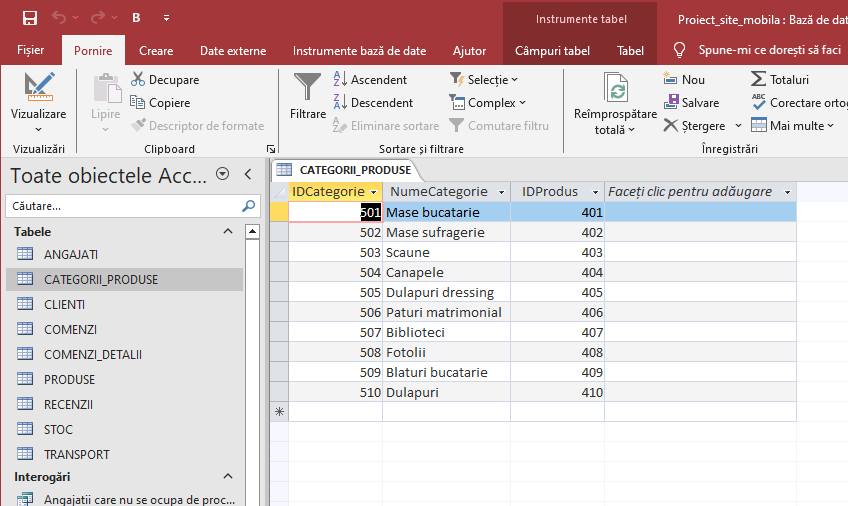 B
Instrumente tabel
Proiect_site_mobila : Bază de dat
Fișier
Pornire
Creare
Date externe
Instrumente bază de date
Ajutor
Câmpuri tabel
Tabel
Spune-mi ce dorești să faci
Vizualizare
Lipire
Decupare
Copiere
Descriptor de formate
Filtrare
Ascendent
Descendent
Eliminare sortare
Selecție
Complex
Comutare filtru
Reîmprospătare
totală
Nou
Salvare
Ștergere
Totaluri
ABC
Corectare ortog
Mai multe
Vizualizări
Clipboard
Sortare și filtrare
Înregistrări
Toate obiectele Acc...
Căutare...
Tabele
ANGAJATI
CATEGORII_PRODUSE
CLIENTI
COMENZI
COMENZI_DETALII
PRODUSE
RECENZII
STOC
TRANSPORT
Interogări
Angajatii care nu se ocupa de proc...
CATEGORII_PRODUSE
IDCategorie NumeCategorie IDProdus Faceți clic pentru adăugare
501 Mase bucatarie 401
502 Mase sufragerie 402
503 Scaune 403
504 Canapele 404
505 Dulapuri dressing 405
506 Paturi matrimonial 406
507 Biblioteci 407
508 Fotolii 408
509 Blaturi bucatarie 409
510 Dulapuri 410